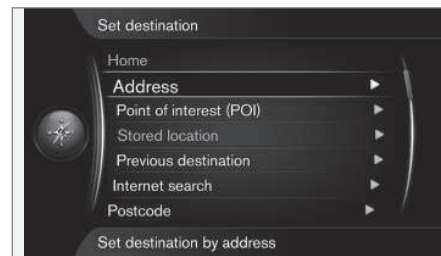 Set destination
Home
Address
Point of interest (POI)
Stored location
Previous destination
Internet search
Postcode
Set destination by address